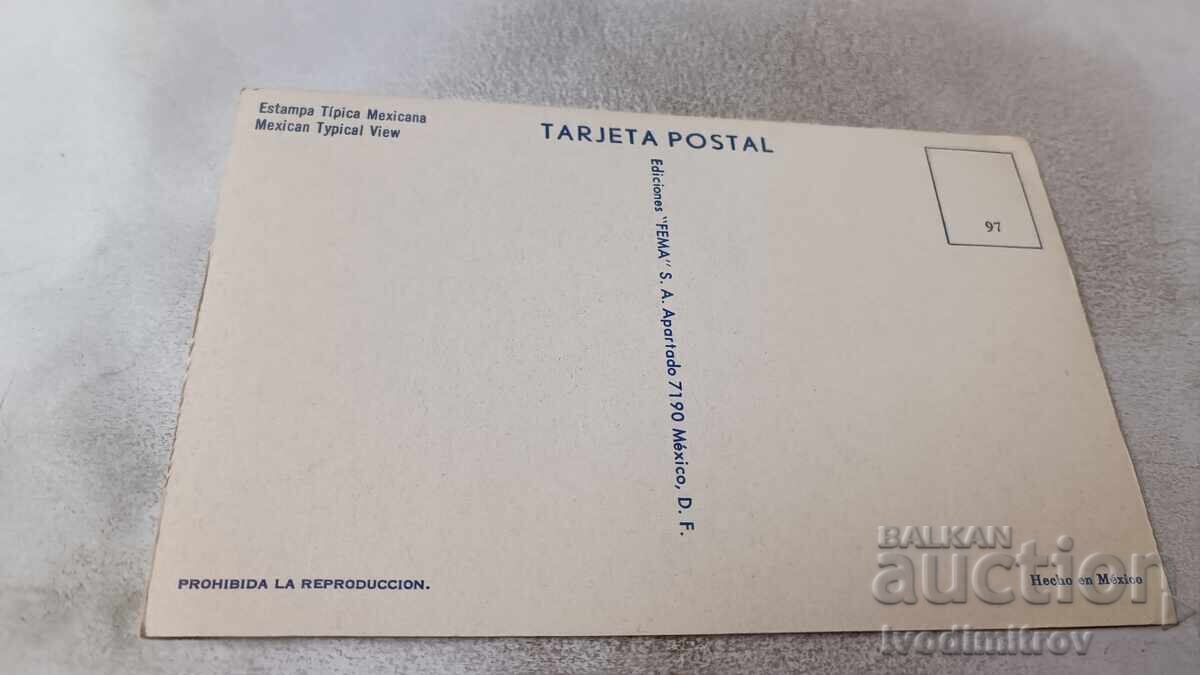 Estampa Típica Mexicana
Mexican Typical View
TARJETA POSTAL
97
Ediciones "FEMA" S. A. Apartado 7190 México, D. F.
PROHIBIDA LA REPRODUCCION.
Hecho en México
BALKAN
auction
ivodimitrov